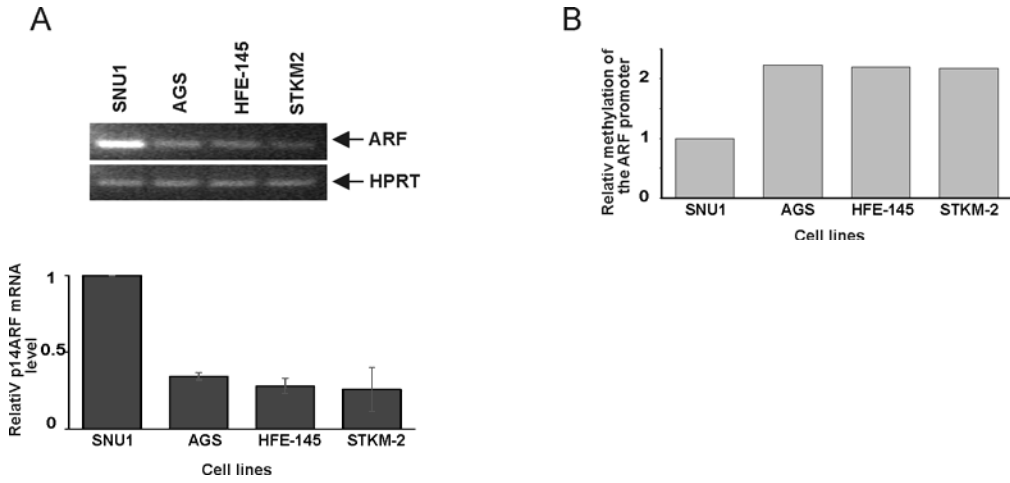 A
SNU1
AGS
HFE-145
STKM2
ARF
HPRT
RelatiV p14ARF mRNA
level
1
0.5
0
SNU1 AGS HFE-145 STKM-2
Cell lines
B
Relativ methylation of
the ARF promoter
2
1
0
SNU1 AGS HFE-145 STKM-2
Cell lines